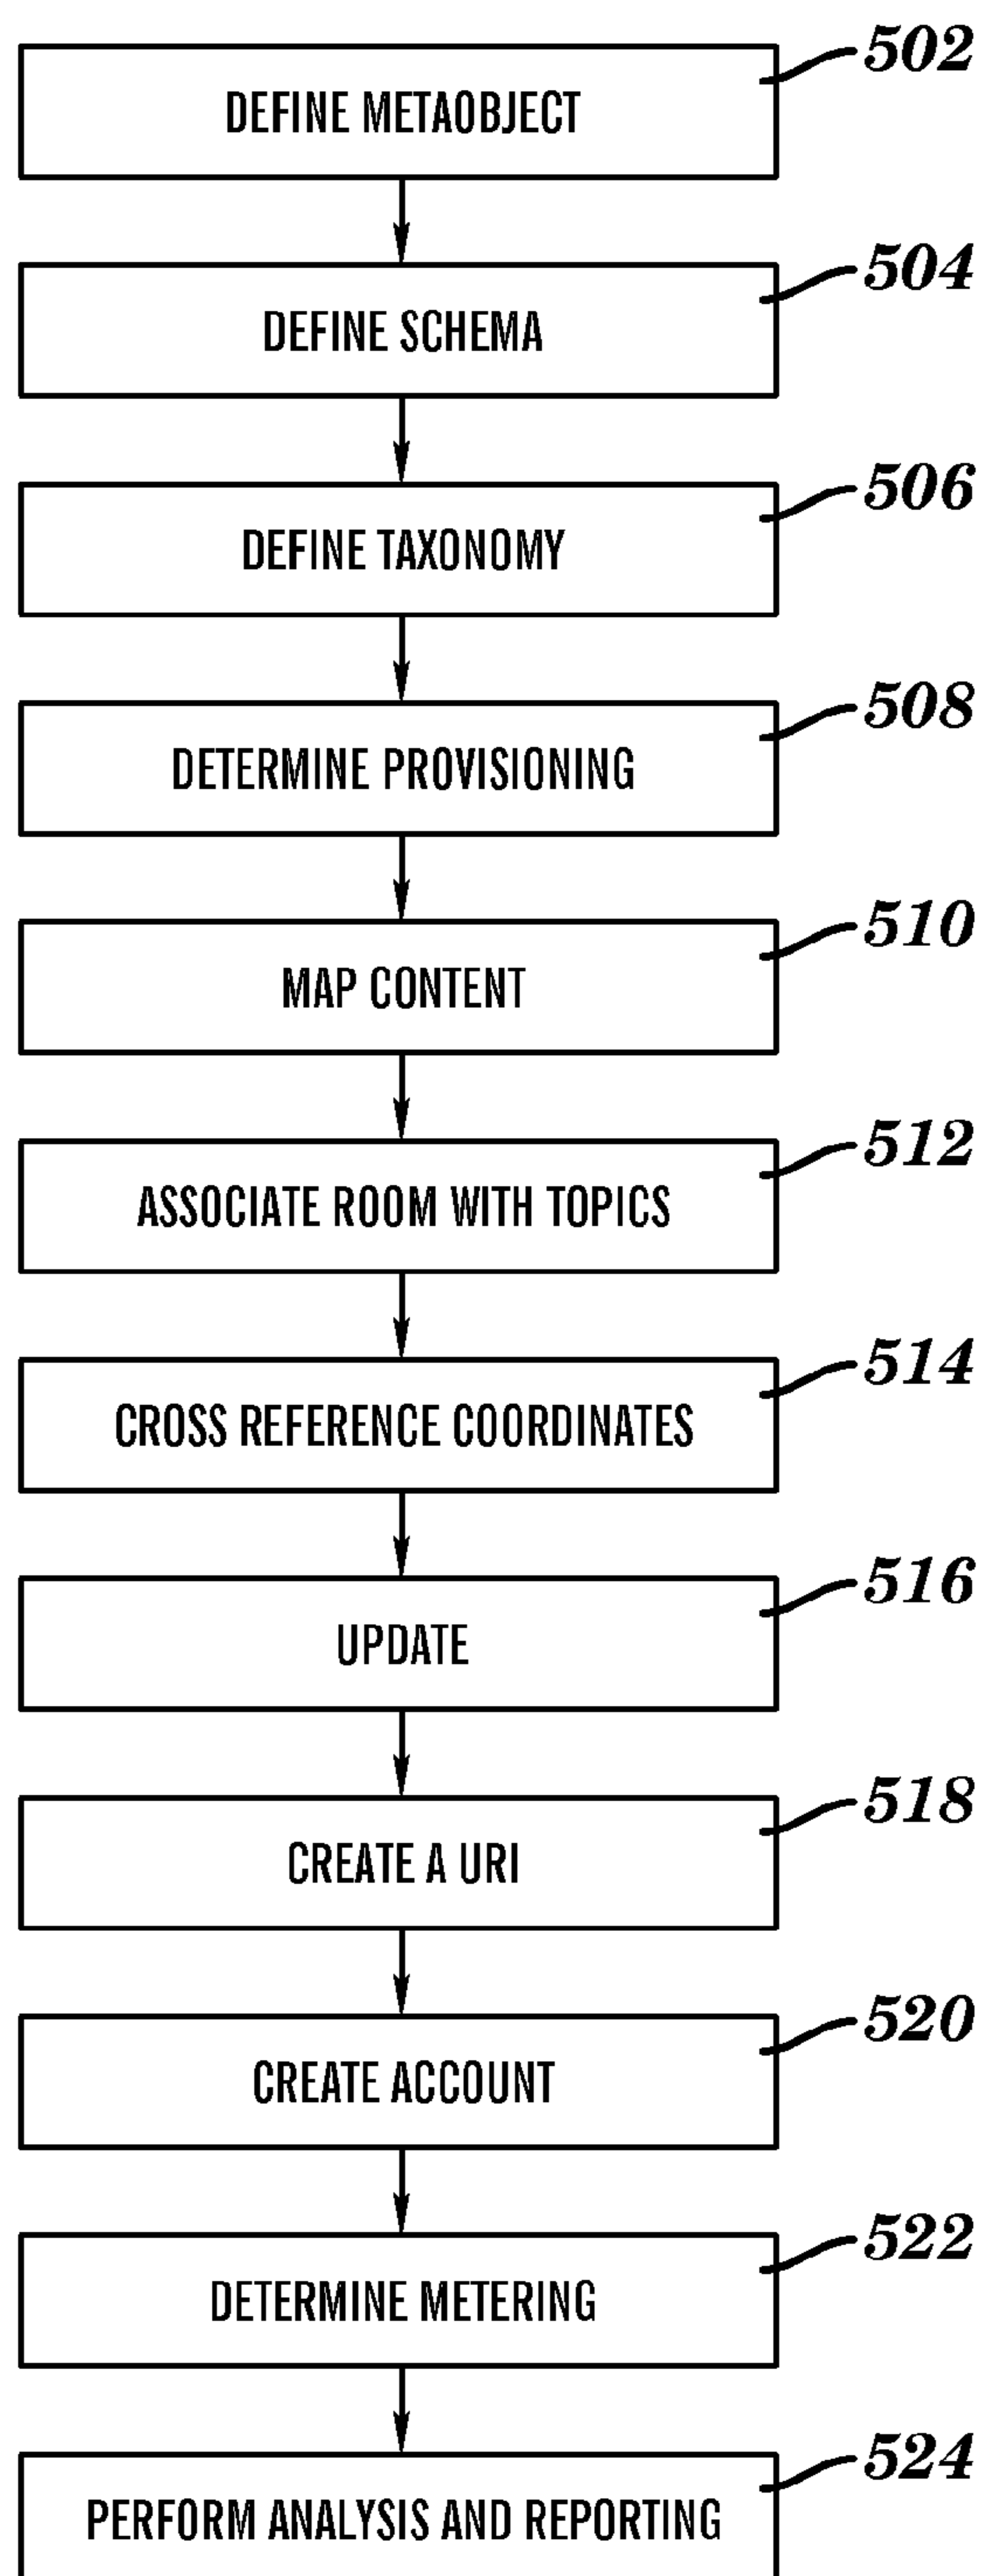 502
DEFINE METAOBJECT
504
DEFINE SCHEMA
506
DEFINE TAXONOMY
508
DETERMINE PROVISIONING
510
MAP CONTENT
512
ASSOCIATE ROOM WITH TOPICS
514
CROSS REFERENCE COORDINATES
516
UPDATE
518
CREATE A URI
520
CREATE ACCOUNT
522
DETERMINE METERING
524
PERFORM ANALYSIS AND REPORTING